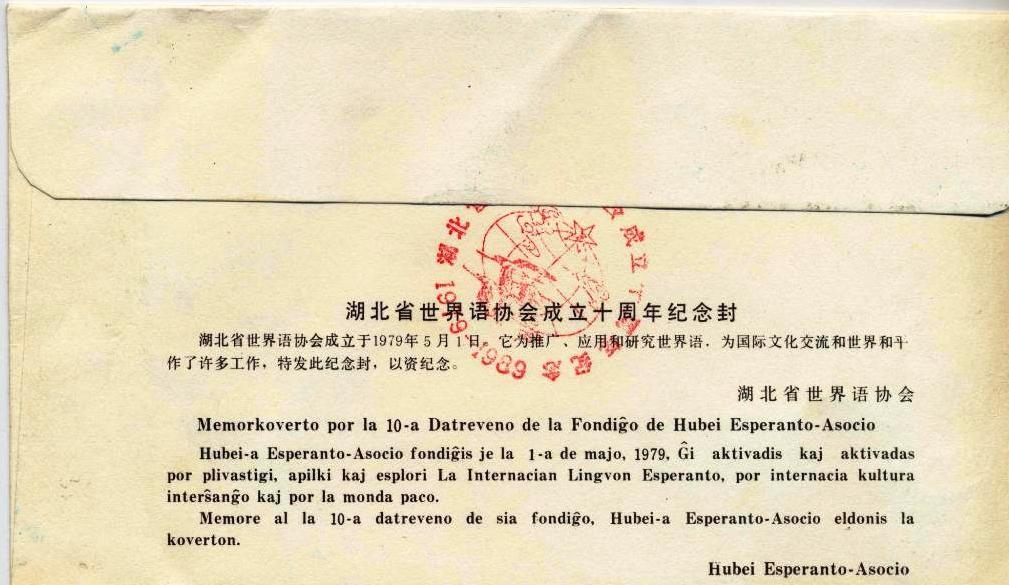 湖北省世界语协会成立十周年纪念封
湖北省世界语协会成立于1979年5月1日。它为推广、应用和研究世界语，为国际文化交流和世界和平
作了许多工作，特发此纪念封，以资纪念。
湖北省世界语协会
Memorkoverto por la 10-a Datreveno de la Fondiĝo de Hubei Esperanto-Asocio
Hubei-a Esperanto-Asocio fondiĝis je la 1-a de majo, 1979, Ĝi aktivadis kaj aktivadas
por plivastigi, apilki kaj esplori La Internacian Lingvon Esperanto, por internacia kultura
interŝanĝo kaj por la monda paco.
Memore al la 10-a datreveno de sia fondiĝo, Hubei-a Esperanto-Asocio eldonis la
koverton.
Hubei Esperanto-Asocio
湖北
成立
纪念
1989